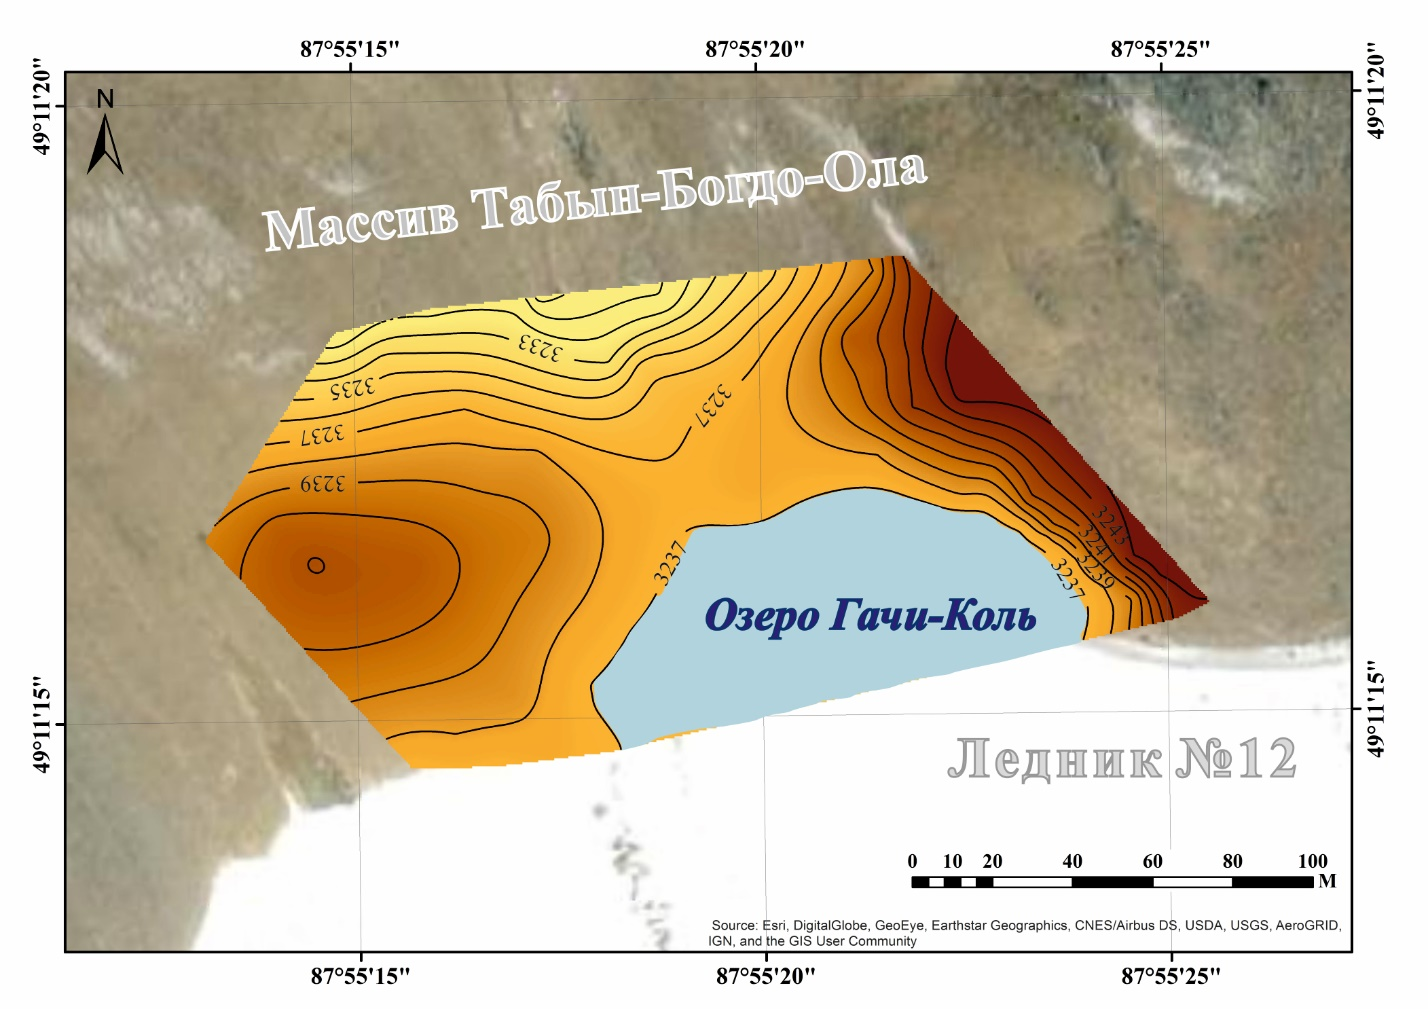 87°55'15" 87°55'20" 87°55'25"
49°11'20" 49°11'20"
N
Массив Табын-Богдо-Ола
3233
3235
3237
3237
3239
3237
3243
3241
3239
3237
Озеро Гачи-Коль
49°11'15" 49°11'15"
Ледник №12
0 10 20 40 60 80 100
М
Source: Esri, DigitalGlobe, GeoEye, Earthstar Geographics, CNES/Airbus DS, USDA, USGS, AeroGRID,
IGN, and the GIS User Community
87°55'15" 87°55'20" 87°55'25"